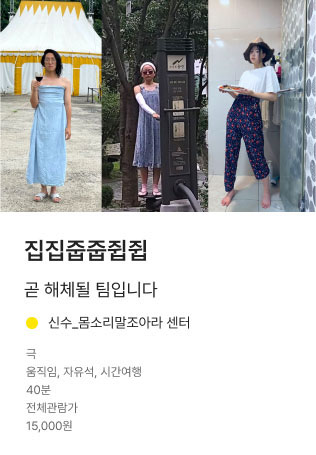 집집줍줍쥠쥠
곧 해체될 팀입니다
신수_몸소리말조아라 센터
극
움직임, 자유석, 시간여행
40분
전체관람가
15,000원